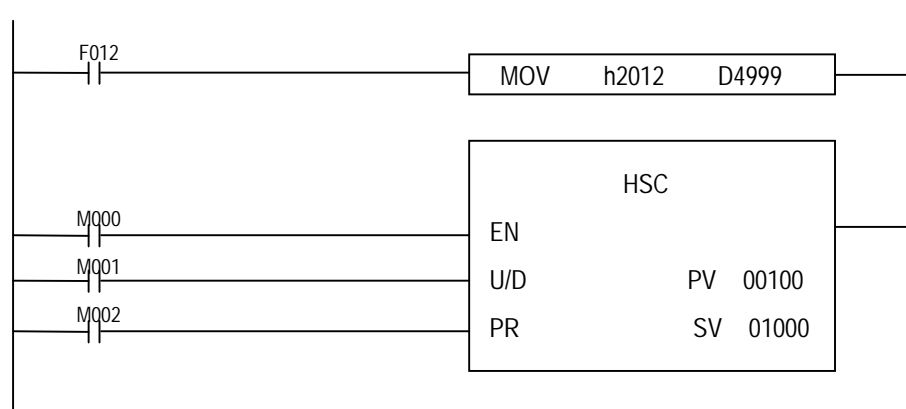 F012
MOV h2012 D4999
HSC
M000
EN
M001
U/D PV 00100
M002
PR SV 01000